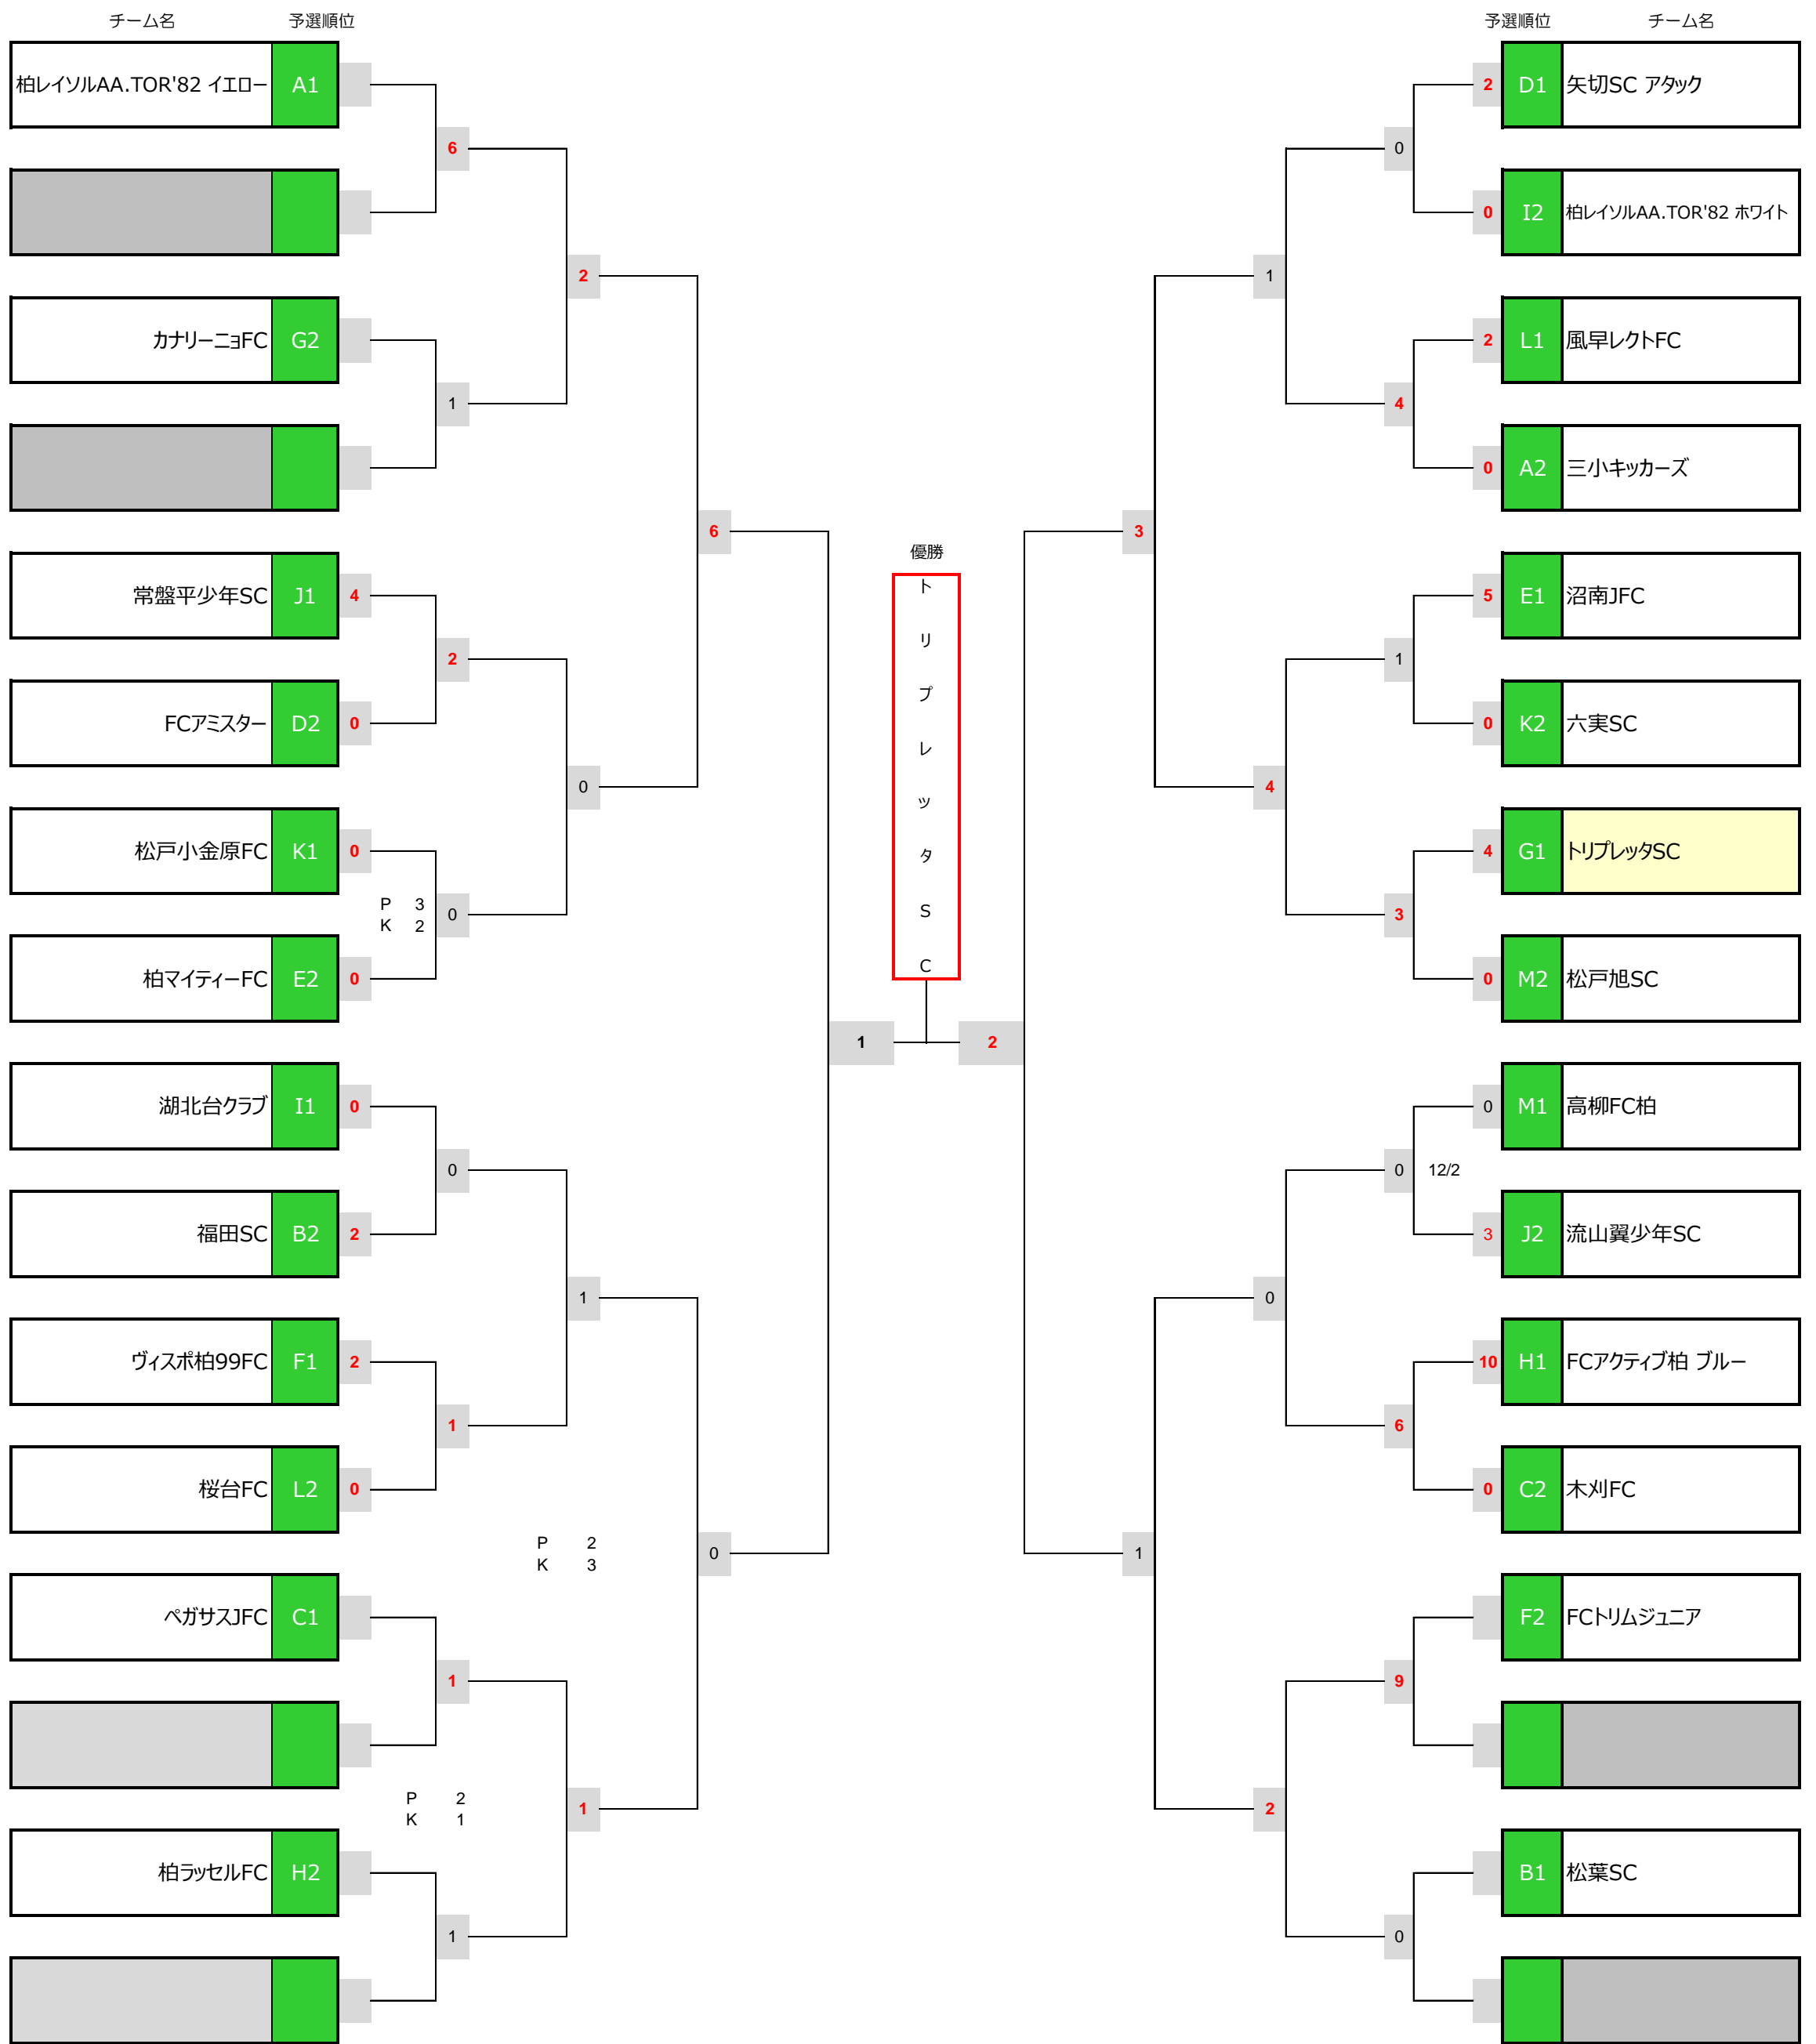 チーム名 予選順位 予選順位 チーム名
柏レイソルAA.TOR'82 イエロー A1
6
カナリーニョFC G2
1
2
常盤平少年SC J1 4
2
FCアミスター D2 0
0
6
松戸小金原FC K1 0
P 3
K 2
0
柏マイティーFC E2 0
湖北台クラブ I1 0
0
福田SC B2 2
1
ヴィスポ柏99FC F1 2
1
桜台FC L2 0
P 2
K 3
0
ペガサスJFC C1
1
P 2
K 1
1
柏ラッセルFC H2
1
優勝
ト
リ
プ
レ
ッ
タ
S
C
1 2
2 D1 矢切SC アタック
0
0 I2 柏レイソルAA.TOR'82 ホワイト
1
2 L1 風早レクトFC
4
0 A2 三小キッカーズ
3
5 E1 沼南JFC
1
0 K2 六実SC
4
4 G1 トリプレッタSC
3
0 M2 松戸旭SC
0 M1 高柳FC柏
0 12/2
3 J2 流山翼少年SC
0
10 H1 FCアクティブ柏 ブルー
6
0 C2 木刈FC
1
F2 FCトリムジュニア
9
2
B1 松葉SC
0